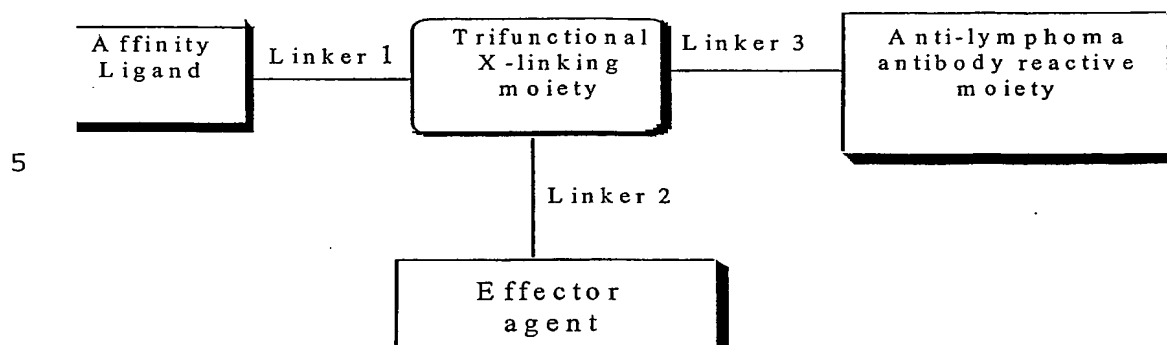 Affinity
Ligand
Linker 1
Trifunctional
X-linking
moiety
Linker 3
Anti-lymphoma
antibody reactive
moiety
5
Linker 2
Effector
agent